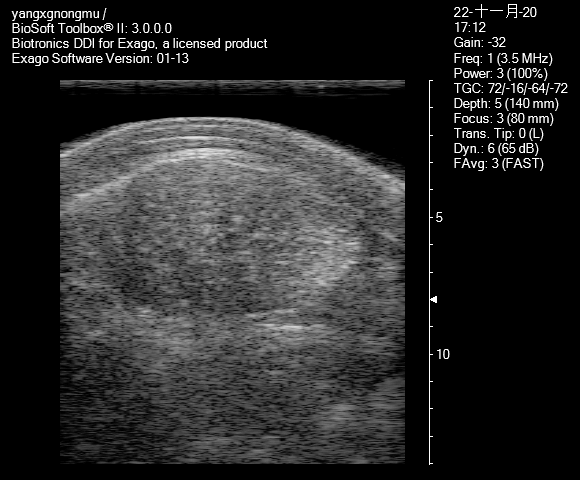 yangxgnongmu /
BioSoft Toolbox® II: 3.0.0.0
Biotronics DDI for Exago, a licensed product
Exago Software Version: 01-13
22-十一月-20
17:12
Gain: -32
Freq: 1 (3.5 MHz)
Power: 3 (100%)
TGC: 72/-16/-64/-72
Depth: 5 (140 mm)
Focus: 3 (80 mm)
Trans. Tip: 0 (L)
Dyn.: 6 (65 dB)
FAvg: 3 (FAST)
5
10